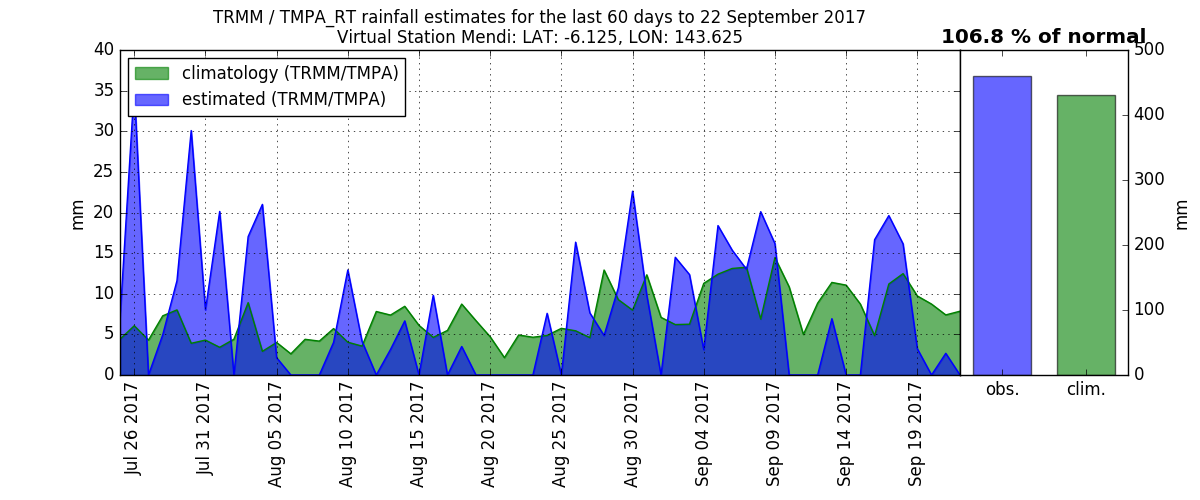 TRMM / TMPA_RT rainfall estimates for the last 60 days to 22 September 2017
Virtual Station Mendi: LAT: -6.125, LON: 143.625
106.8 % of normal
climatology (TRMM/TMPA)
estimated (TRMM/TMPA)
40
35
30
25
20
15
10
5
0
mm
Jul 26 2017
Jul 31 2017
Aug 05 2017
Aug 10 2017
Aug 15 2017
Aug 20 2017
Aug 25 2017
Aug 30 2017
Sep 04 2017
Sep 09 2017
Sep 14 2017
Sep 19 2017
obs.
clim.
500
400
300
200
100
0
mm